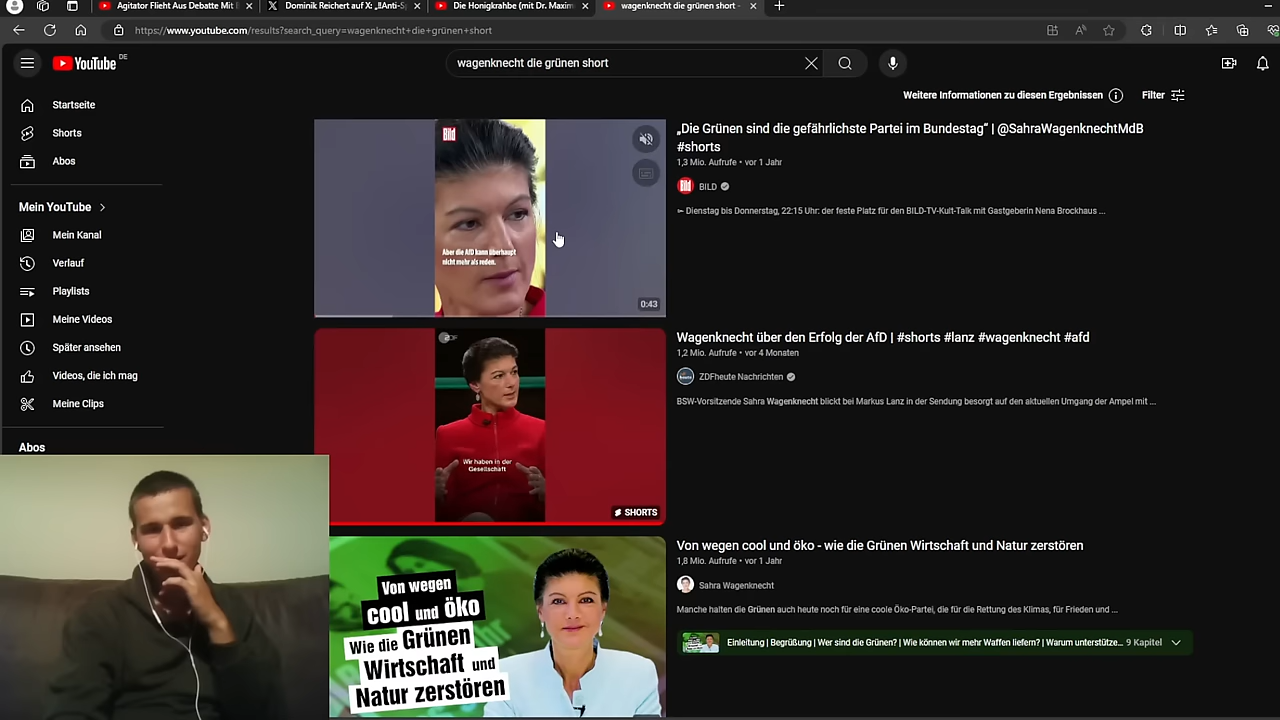 Agitator Flieht Aus Debatte Mit
Dominik Reichert auf X: „‼Anti-S
Die Honigkrabbe (mit Dr. Maxim
wagenknecht die grünen short -
https://www.youtube.com/results?search_query=wagenknecht+die+grünen+short
YouTube DE
wagenknecht die grünen short
Weitere Informationen zu diesen Ergebnissen
Filter
Startseite
Shorts
Abos
Mein YouTube
Mein Kanal
Verlauf
Playlists
Meine Videos
Später ansehen
Videos, die ich mag
Meine Clips
Abos
Bild
Aber die AfD kann überhaupt
nicht mehr als reden.
0:43
„Die Grünen sind die gefährlichste Partei im Bundestag“ | @SahraWagenknechtMdB
#shorts
1,3 Mio. Aufrufe • vor 1 Jahr
Bild BILD
► Dienstag bis Donnerstag, 22:15 Uhr: der feste Platz für den BILD-TV-Kult-Talk mit Gastgeberin Nena Brockhaus ...
ZDF
Wir haben in der
Gesellschaft
SHORTS
Wagenknecht über den Erfolg der AfD | #shorts #lanz #wagenknecht #afd
1,2 Mio. Aufrufe • vor 4 Monaten
ZDFheute Nachrichten
BSW-Vorsitzende Sahra Wagenknecht blickt bei Markus Lanz in der Sendung besorgt auf den aktuellen Umgang der Ampel mit ...
Von wegen
cool und öko
Wie die Grünen
Wirtschaft und
Natur zerstören
Von wegen cool und öko - wie die Grünen Wirtschaft und Natur zerstören
1,8 Mio. Aufrufe • vor 1 Jahr
Sahra Wagenknecht
Manche halten die Grünen auch heute noch für eine coole Öko-Partei, die für die Rettung des Klimas, für Frieden und ...
Einleitung | Begrüßung | Wer sind die Grünen? | Wie können wir mehr Waffen liefern? | Warum unterstütze... 9 Kapitel